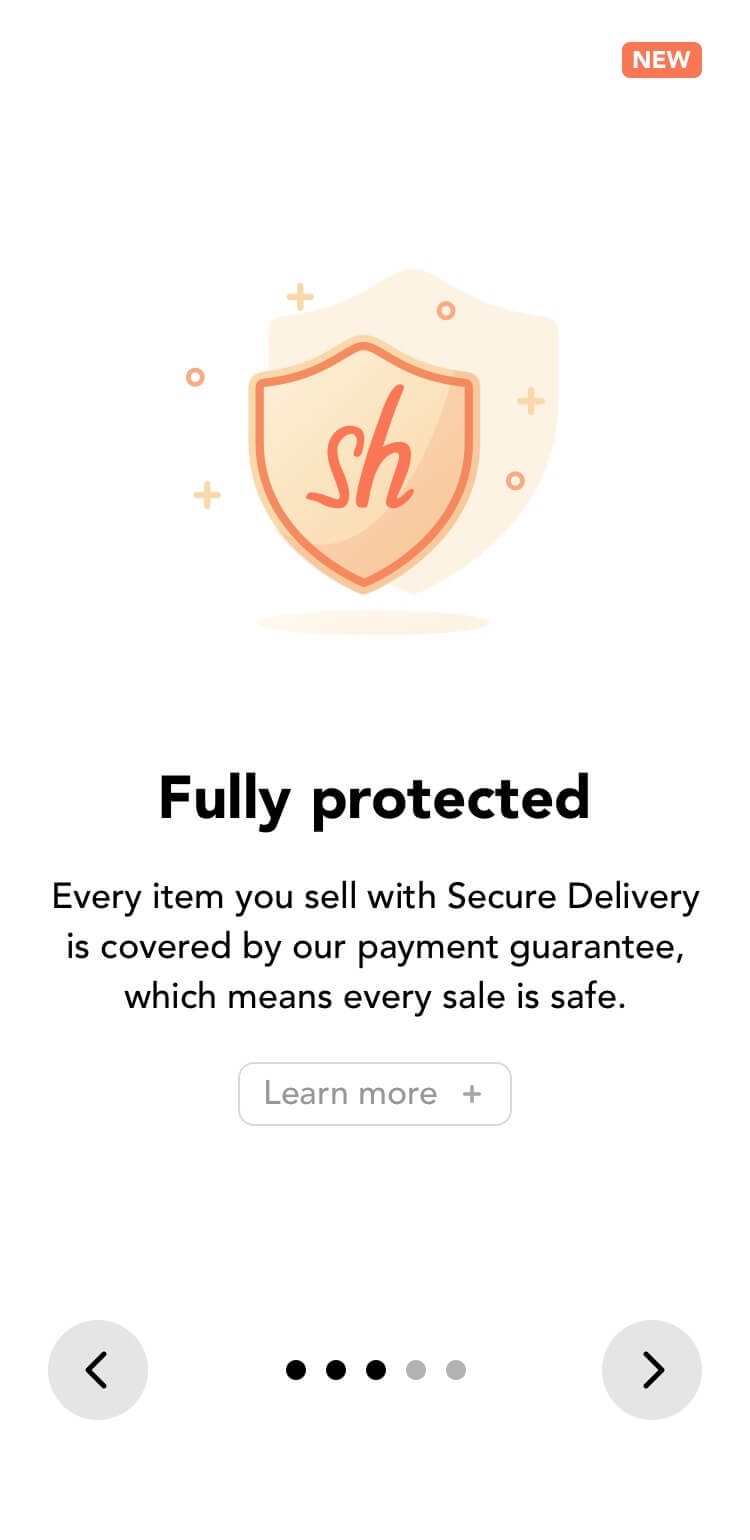 NEW
sh
Fully protected
Every item you sell with Secure Delivery
is covered by our payment guarantee,
which means every sale is safe.
Learn more +